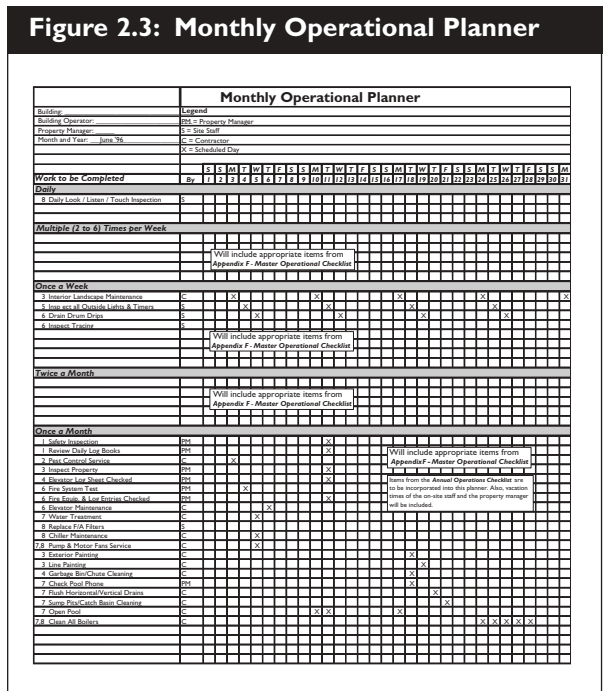 Figure 2.3: Monthly Operational Planner
Monthly Operational Planner
Building:
Legend
Building Operator:
PM = Property Manager
Property Manager:
S = Site Staff
Month and Year: June '96
C = Contractor
X = Scheduled Day
S S M T W T F S S M T W T F S S M T W T F S S M T W T F S S M
Work to be Completed By 1 2 3 4 5 6 7 8 9 10 11 12 13 14 15 16 17 18 19 20 21 22 23 24 25 26 27 28 29 30 31
Daily
8 Daily Look / Listen / Touch Inspection S
Multiple (2 to 6) Times per Week
Will include appropriate items from
Appendix F - Master Operational Checklist
Once a Week
3 Interior Landscape Maintenance C X X X X X
5 Insp ect all Outside Lights & Timers S X X X X
6 Drain Drum Drips S X X X X
6 Inspect Tracing S
Will include appropriate items from
Appendix F - Master Operational Checklist
Twice a Month
Will include appropriate items from
Appendix F - Master Operational Checklist
Once a Month
1 Safety Inspection PM X
1 Review Daily Log Books PM X
2 Pest Control Service C X
3 Inspect Property PM X
4 Elevator Log Sheet Checked PM X
6 Fire System Test PM X
6 Fire Equip. & Log Entries Checked PM X
6 Elevator Maintenance C X
7 Water Treatment C X
8 Replace F/A Filters S
8 Chiller Maintenance C X
7,8 Pump & Motor Fans Service C X
3 Exterior Painting C X
3 Line Painting C X
4 Garbage Bin/Chute Cleaning C X
7 Check Pool Phone PM X
7 Flush Horizontal/Vertical Drains C X
7 Sump Pits/Catch Basin Cleaning C X
7 Open Pool C X X X
7,8 Clean All Boilers C X X X X X
Will include appropriate items from
AppendixF - Master Operational Checklist
Items from the Annual Operations Checklist are
to be incorporated into this planner. Also, vacation
times of the on-site staff and the property manager
will be included.